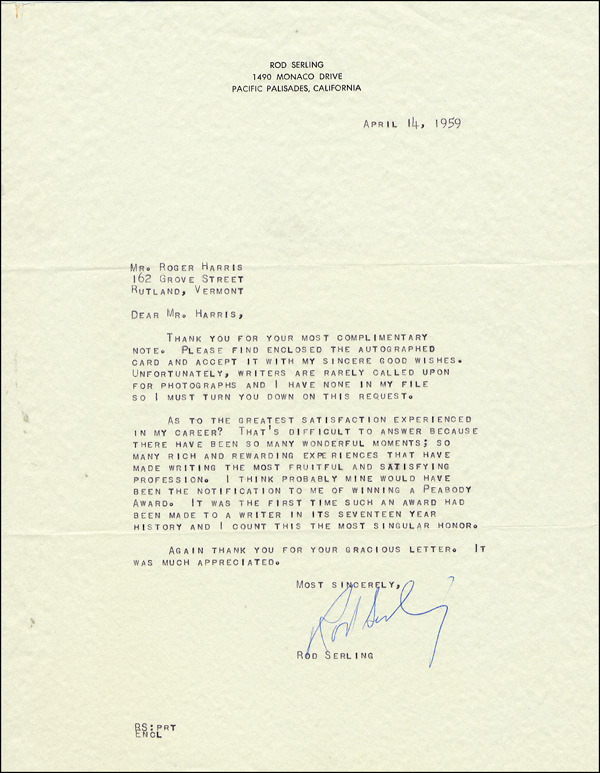 ROD SERLING
1490 MONACO DRIVE
PACIFIC PALISADES, CALIFORNIA
APRIL 14, 1959
MR. ROGER HARRIS
162 GROVE STREET
RUTLAND, VERMONT
DEAR MR. HARRIS,
THANK YOU FOR YOUR MOST COMPLIMENTARY
NOTE. PLEASE FIND ENCLOSED THE AUTOGRAPHED
CARD AND ACCEPT IT WITH MY SINCERE GOOD WISHES.
UNFORTUNATELY, WRITERS ARE RARELY CALLED UPON
FOR PHOTOGRAPHS AND I HAVE NONE IN MY FILE
SO I MUST TURN YOU DOWN ON THIS REQUEST.
AS TO THE GREATEST SATISFACTION EXPERIENCED
IN MY CAREER? THAT'S DIFFICULT TO ANSWER BECAUSE
THERE HAVE BEEN SO MANY WONDERFUL MOMENTS; SO
MANY RICH AND REWARDING EXPERIENCES THAT HAVE
MADE WRITING THE MOST FRUITFUL AND SATISFYING
PROFESSION. I THINK PROBABLY MINE WOULD HAVE
BEEN THE NOTIFICATION TO ME OF WINNING A PEABODY
AWARD. IT WAS THE FIRST TIME SUCH AN AWARD HAD
BEEN MADE TO A WRITER IN ITS SEVENTEEN YEAR
HISTORY AND I COUNT THIS THE MOST SINGULAR HONOR.
AGAIN THANK YOU FOR YOUR GRACIOUS LETTER. IT
WAS MUCH APPRECIATED.
MOST SINCERELY,
Rod Serling
ROD SERLING
RS:PRT
ENCL